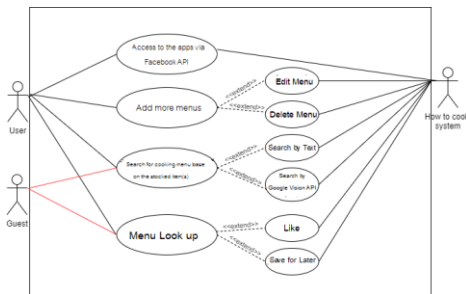 Access to the apps via
Facebook API
Edit Menu
<<extend>>
Add more menus
<<extend>>
Delete Menu
User
How to cook
system
Search by Text
<<extend>>
Search for cooking menu base
on the stocked item(s)
<<extend>>
Search by
Google Vision API
Guest
<<extend>>
Like
Menu Look up
<<extend>>
Save for Later